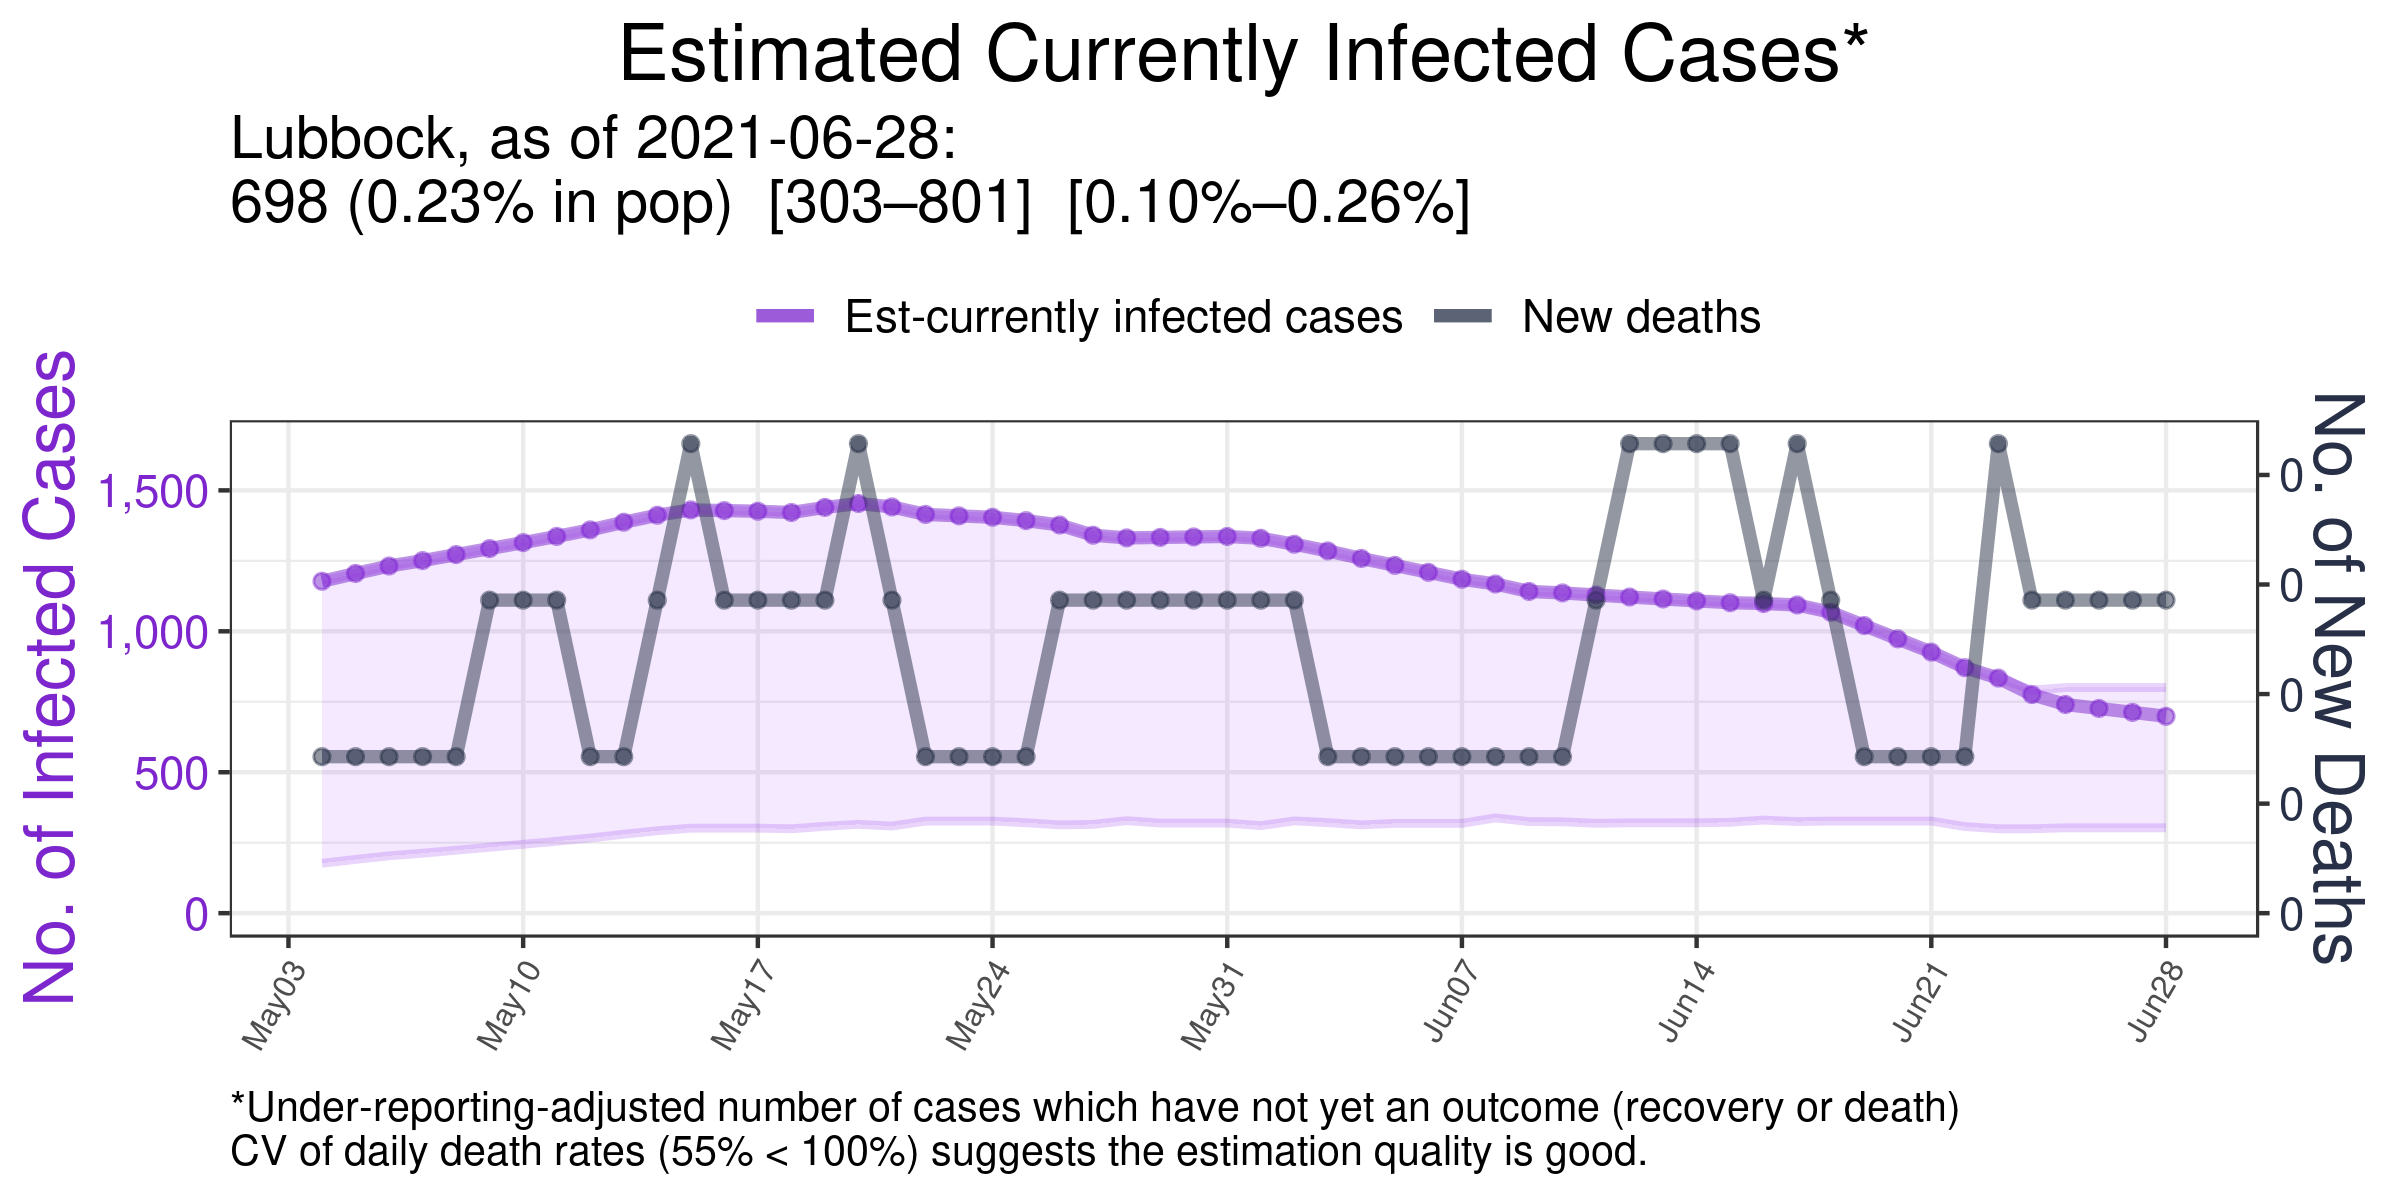 Estimated Currently Infected Cases*
Lubbock, as of 2021-06-28:
698 (0.23% in pop)  [303–801]  [0.10%–0.26%]
Est-currently infected cases
New deaths
No. of Infected Cases
1,500
1,000
500
0
No. of New Deaths
0
0
0
0
0
May03
May10
May17
May24
May31
Jun07
Jun14
Jun21
Jun28
*Under-reporting-adjusted number of cases which have not yet an outcome (recovery or death)
CV of daily death rates (55% < 100%) suggests the estimation quality is good.